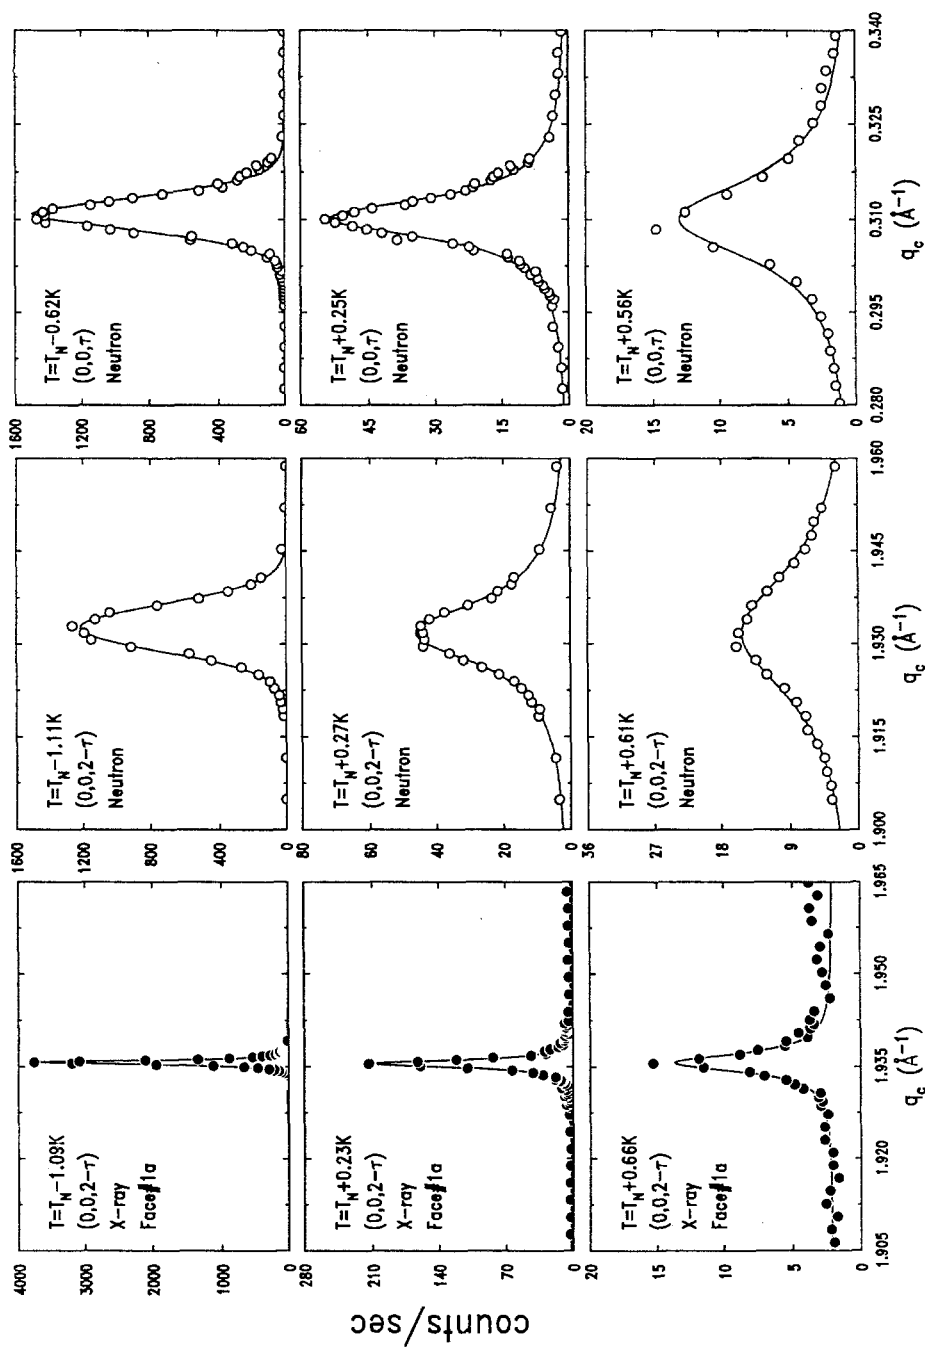 counts/sec
4000
3000
2000
1000
0
T=T_N−1.09K
(0,0,2−τ)
X−ray
Face#1a
1600
1200
800
400
0
T=T_N−1.11K
(0,0,2−τ)
Neutron
1600
1200
800
400
0
T=T_N−0.62K
(0,0,τ)
Neutron
280
210
140
70
0
T=T_N+0.23K
(0,0,2−τ)
X−ray
Face#1a
80
60
40
20
0
T=T_N+0.27K
(0,0,2−τ)
Neutron
60
45
30
15
0
T=T_N+0.25K
(0,0,τ)
Neutron
20
15
10
5
0
T=T_N+0.66K
(0,0,2−τ)
X−ray
Face#1a
36
27
18
9
0
T=T_N+0.61K
(0,0,2−τ)
Neutron
20
15
10
5
0
T=T_N+0.56K
(0,0,τ)
Neutron
1.905 1.920 1.935 1.950 1.965
1.900 1.915 1.930 1.945 1.960
0.280 0.295 0.310 0.325 0.340
q_c (Å⁻¹)
q_c (Å⁻¹)
q_c (Å⁻¹)